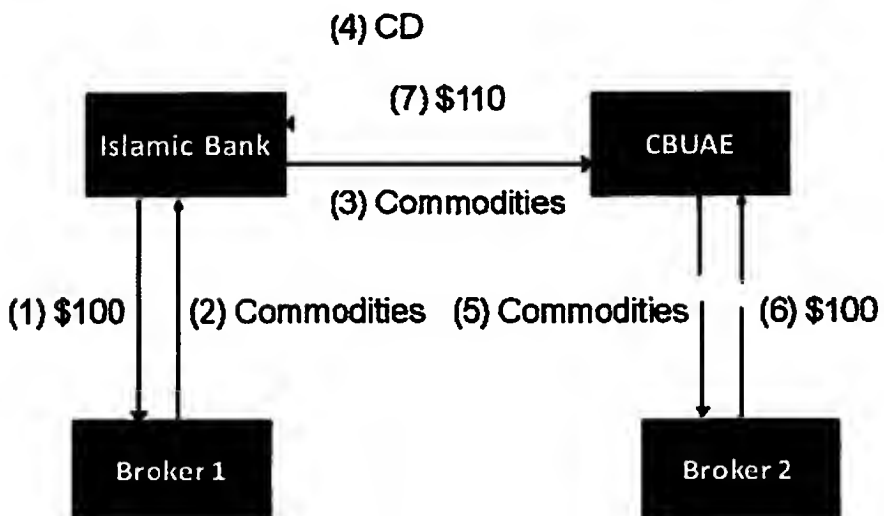 (4) CD
(7) $110
Islamic Bank
CBUAE
(3) Commodities
(1) $100
(2) Commodities
(5) Commodities
(6) $100
Broker 1
Broker 2